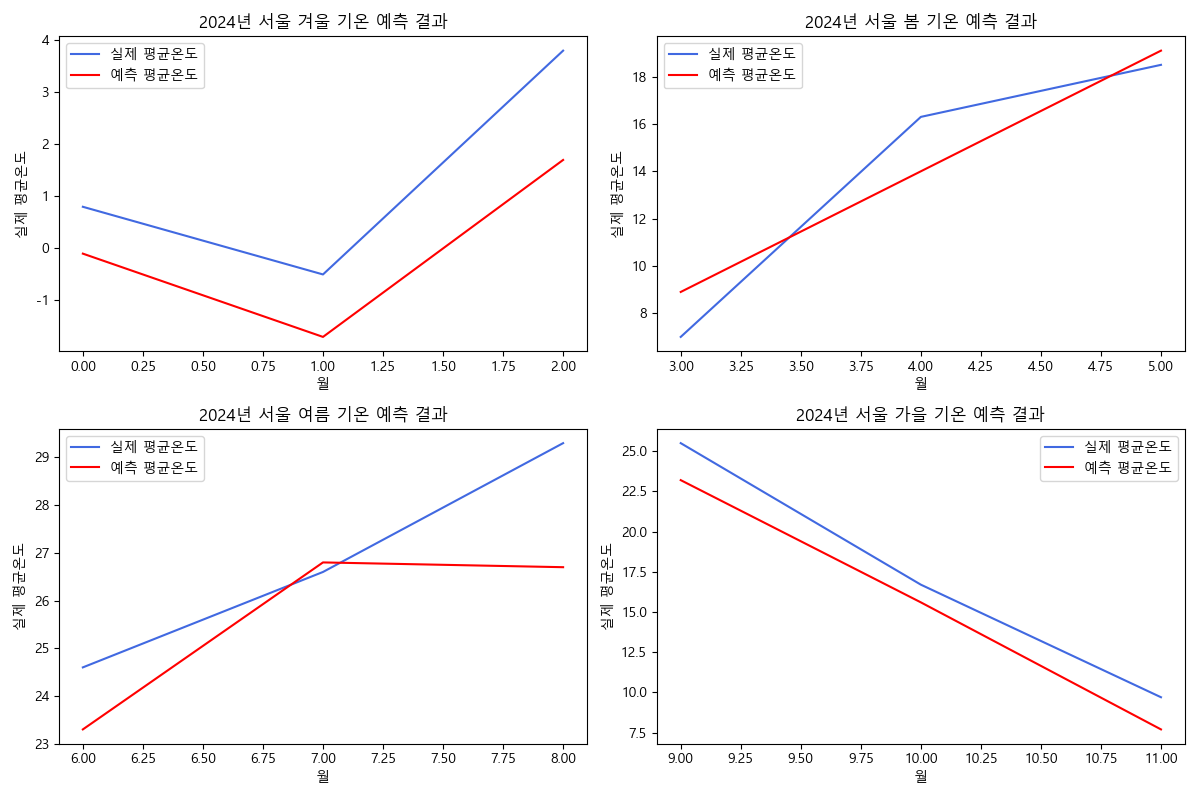 2024년 서울 겨울 기온 예측 결과
실제 평균온도
예측 평균온도
실제 평균온도
4
3
2
1
0
-1
0.00 0.25 0.50 0.75 1.00 1.25 1.50 1.75 2.00
월
2024년 서울 봄 기온 예측 결과
실제 평균온도
예측 평균온도
실제 평균온도
18
16
14
12
10
8
3.00 3.25 3.50 3.75 4.00 4.25 4.50 4.75 5.00
월
2024년 서울 여름 기온 예측 결과
실제 평균온도
예측 평균온도
실제 평균온도
29
28
27
26
25
24
23
6.00 6.25 6.50 6.75 7.00 7.25 7.50 7.75 8.00
월
2024년 서울 가을 기온 예측 결과
실제 평균온도
예측 평균온도
실제 평균온도
25.0
22.5
20.0
17.5
15.0
12.5
10.0
7.5
9.00 9.25 9.50 9.75 10.00 10.25 10.50 10.75 11.00
월